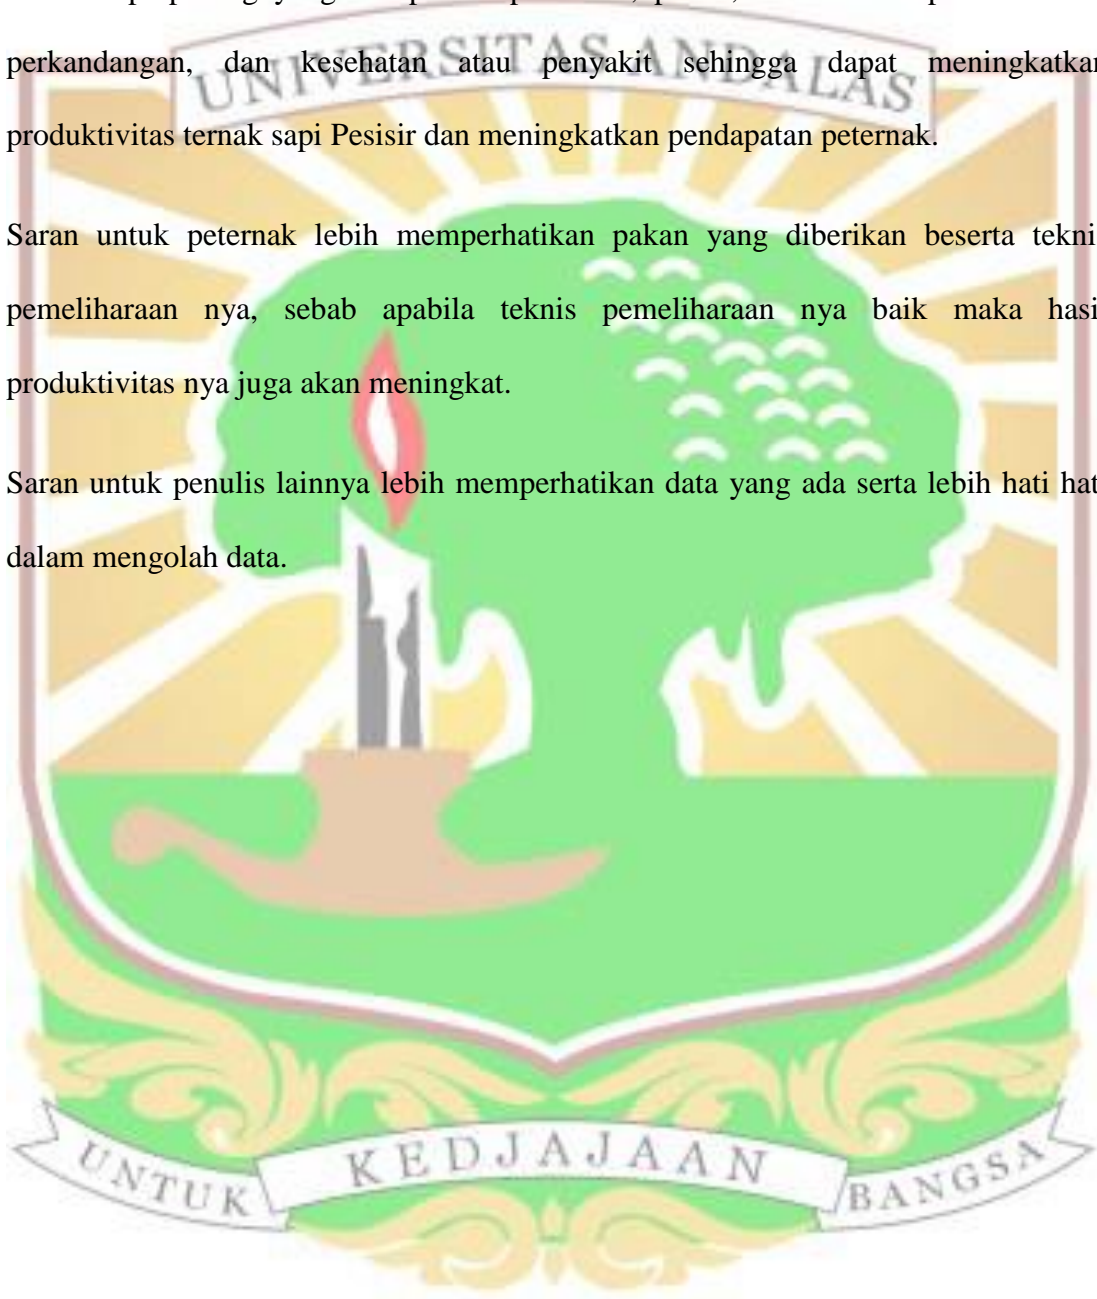 UNIVERSITAS ANDALAS
perkandangan, dan kesehatan atau penyakit sehingga dapat meningkatkan
produktivitas ternak sapi Pesisir dan meningkatkan pendapatan peternak.
Saran untuk peternak lebih memperhatikan pakan yang diberikan beserta tekni
pemeliharaan nya, sebab apabila teknis pemeliharaan nya baik maka hasi
produktivitas nya juga akan meningkat.
Saran untuk penulis lainnya lebih memperhatikan data yang ada serta lebih hati hat
dalam mengolah data.
UNTUK KEDJAJAAN BANGSA